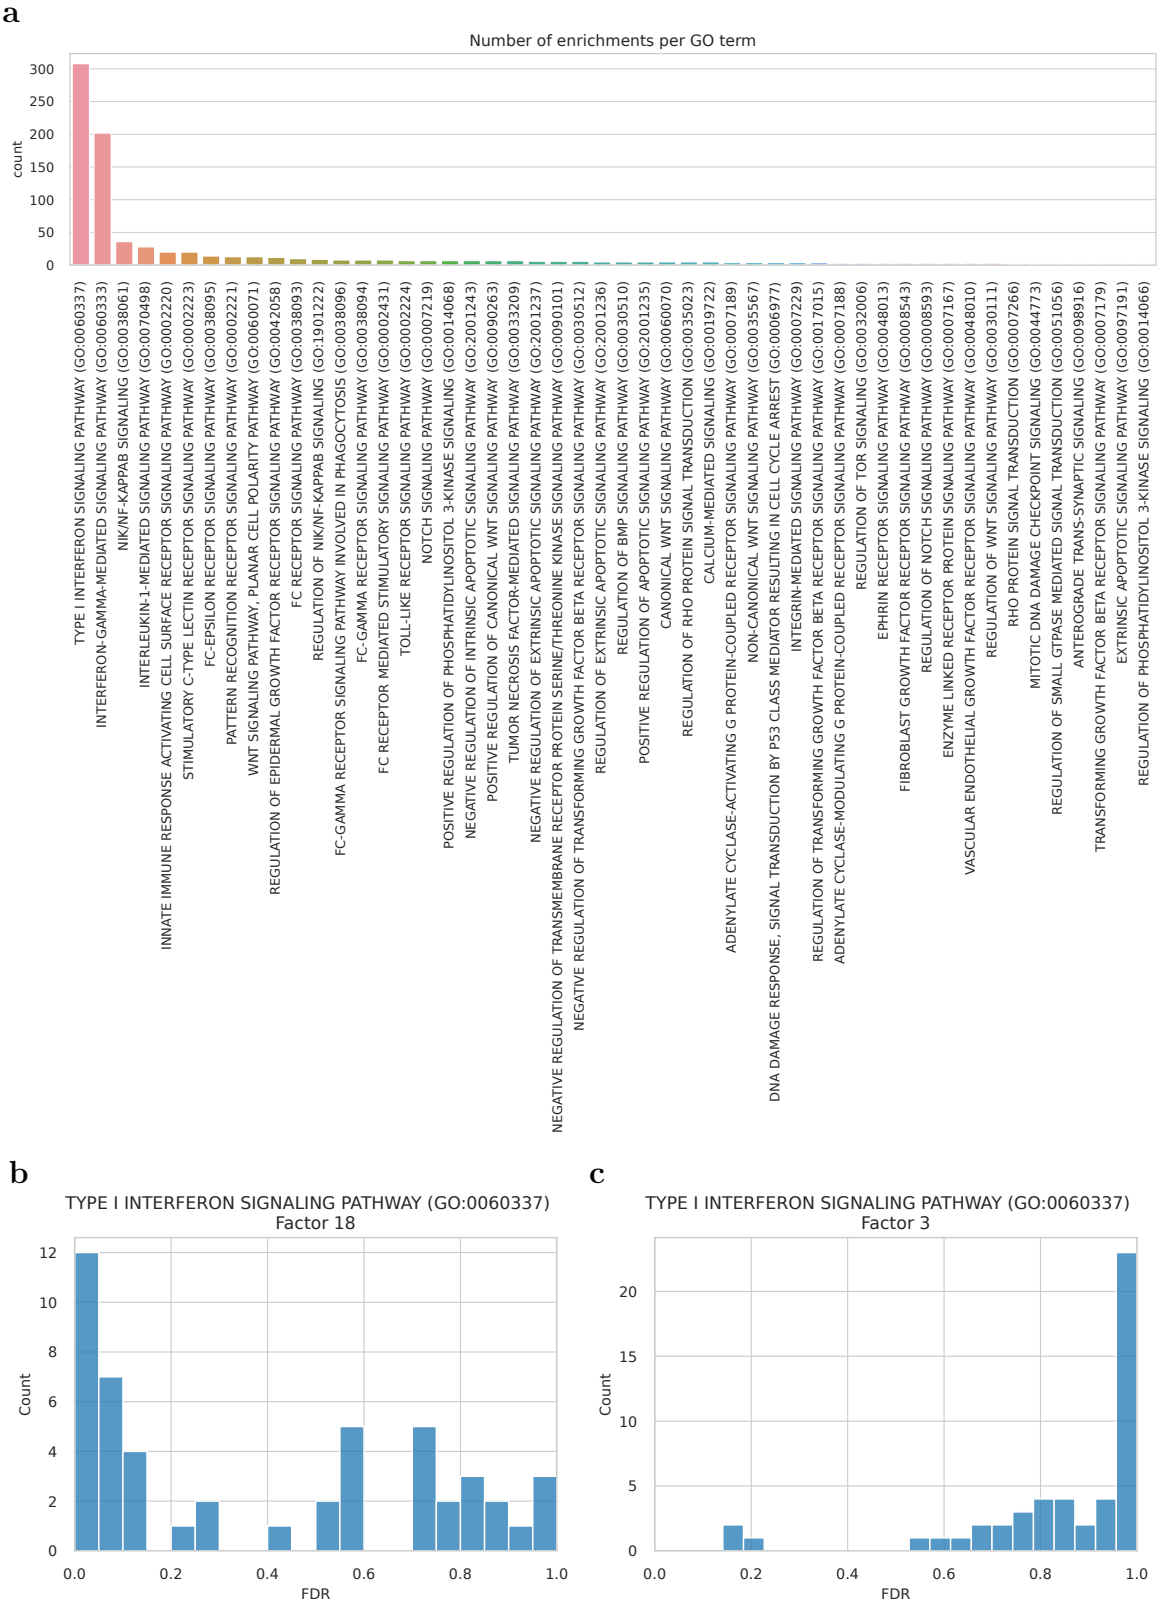 a
Number of enrichments per GO term
count
300
250
200
150
100
50
0
TYPE I INTERFERON SIGNALING PATHWAY (GO:0060337)
INTERFERON-GAMMA-MEDIATED SIGNALING PATHWAY (GO:0060333)
NIK/NF-KAPPAB SIGNALING (GO:0038061)
INTERLEUKIN-1-MEDIATED SIGNALING PATHWAY (GO:0070498)
INNATE IMMUNE RESPONSE ACTIVATING CELL SURFACE RECEPTOR SIGNALING PATHWAY (GO:0002220)
STIMULATORY C-TYPE LECTIN RECEPTOR SIGNALING PATHWAY (GO:0002223)
FC-EPSILON RECEPTOR SIGNALING PATHWAY (GO:0038095)
PATTERN RECOGNITION RECEPTOR SIGNALING PATHWAY (GO:0002221)
WNT SIGNALING PATHWAY, PLANAR CELL POLARITY PATHWAY (GO:0060071)
REGULATION OF EPIDERMAL GROWTH FACTOR RECEPTOR SIGNALING PATHWAY (GO:0042058)
FC RECEPTOR SIGNALING PATHWAY (GO:0038093)
REGULATION OF NIK/NF-KAPPAB SIGNALING (GO:1901222)
FC-GAMMA RECEPTOR SIGNALING PATHWAY INVOLVED IN PHAGOCYTOSIS (GO:0038096)
FC-GAMMA RECEPTOR SIGNALING PATHWAY (GO:0038094)
FC RECEPTOR MEDIATED STIMULATORY SIGNALING PATHWAY (GO:0002431)
TOLL-LIKE RECEPTOR SIGNALING PATHWAY (GO:0002224)
NOTCH SIGNALING PATHWAY (GO:0007219)
POSITIVE REGULATION OF PHOSPHATIDYLINOSITOL 3-KINASE SIGNALING (GO:0014068)
NEGATIVE REGULATION OF INTRINSIC APOPTOTIC SIGNALING PATHWAY (GO:2001243)
POSITIVE REGULATION OF CANONICAL WNT SIGNALING PATHWAY (GO:0090263)
TUMOR NECROSIS FACTOR-MEDIATED SIGNALING PATHWAY (GO:0033209)
NEGATIVE REGULATION OF EXTRINSIC APOPTOTIC SIGNALING PATHWAY (GO:2001237)
NEGATIVE REGULATION OF TRANSMEMBRANE RECEPTOR PROTEIN SERINE/THREONINE KINASE SIGNALING PATHWAY (GO:0090101)
NEGATIVE REGULATION OF TRANSFORMING GROWTH FACTOR BETA RECEPTOR SIGNALING PATHWAY (GO:0030512)
REGULATION OF EXTRINSIC APOPTOTIC SIGNALING PATHWAY (GO:2001236)
REGULATION OF BMP SIGNALING PATHWAY (GO:0030510)
POSITIVE REGULATION OF APOPTOTIC SIGNALING PATHWAY (GO:2001235)
CANONICAL WNT SIGNALING PATHWAY (GO:0060070)
REGULATION OF RHO PROTEIN SIGNAL TRANSDUCTION (GO:0035023)
CALCIUM-MEDIATED SIGNALING (GO:0019722)
ADENYLATE CYCLASE-ACTIVATING G PROTEIN-COUPLED RECEPTOR SIGNALING PATHWAY (GO:0007189)
NON-CANONICAL WNT SIGNALING PATHWAY (GO:0035567)
DNA DAMAGE RESPONSE, SIGNAL TRANSDUCTION BY P53 CLASS MEDIATOR RESULTING IN CELL CYCLE ARREST (GO:0006977)
INTEGRIN-MEDIATED SIGNALING PATHWAY (GO:0007229)
REGULATION OF TRANSFORMING GROWTH FACTOR BETA RECEPTOR SIGNALING PATHWAY (GO:0017015)
ADENYLATE CYCLASE-MODULATING G PROTEIN-COUPLED RECEPTOR SIGNALING PATHWAY (GO:0007188)
REGULATION OF TOR SIGNALING (GO:0032006)
EPHRIN RECEPTOR SIGNALING PATHWAY (GO:0048013)
FIBROBLAST GROWTH FACTOR RECEPTOR SIGNALING PATHWAY (GO:0008543)
REGULATION OF NOTCH SIGNALING PATHWAY (GO:0008593)
ENZYME LINKED RECEPTOR PROTEIN SIGNALING PATHWAY (GO:0007167)
VASCULAR ENDOTHELIAL GROWTH FACTOR RECEPTOR SIGNALING PATHWAY (GO:0048010)
REGULATION OF WNT SIGNALING PATHWAY (GO:0030111)
RHO PROTEIN SIGNAL TRANSDUCTION (GO:0007266)
MITOTIC DNA DAMAGE CHECKPOINT SIGNALING (GO:0044773)
REGULATION OF SMALL GTPASE MEDIATED SIGNAL TRANSDUCTION (GO:0051056)
ANTEROGRADE TRANS-SYNAPTIC SIGNALING (GO:0098916)
TRANSFORMING GROWTH FACTOR BETA RECEPTOR SIGNALING PATHWAY (GO:0007179)
EXTRINSIC APOPTOTIC SIGNALING PATHWAY (GO:0097191)
REGULATION OF PHOSPHATIDYLINOSITOL 3-KINASE SIGNALING (GO:0014066)
b
TYPE I INTERFERON SIGNALING PATHWAY (GO:0060337)
Factor 18
Count
12
10
8
6
4
2
0
0.0 0.2 0.4 0.6 0.8 1.0
FDR
c
TYPE I INTERFERON SIGNALING PATHWAY (GO:0060337)
Factor 3
Count
20
15
10
5
0
0.0 0.2 0.4 0.6 0.8 1.0
FDR